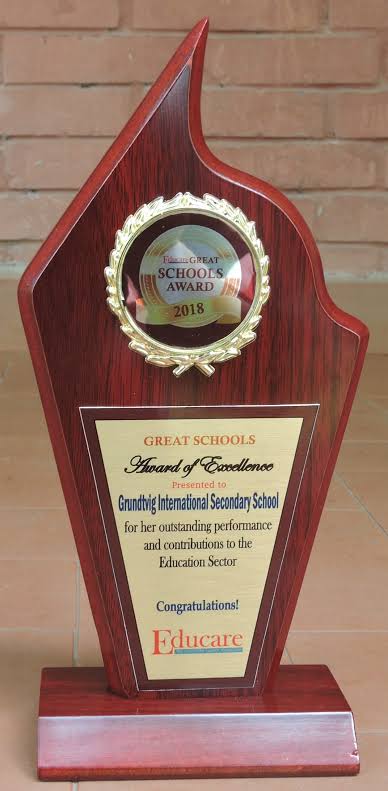 Educare GREAT
SCHOOLS
AWARD
2018
GREAT SCHOOLS
Award of Excellence
Presented to
Grundtvig International Secondary School
for her outstanding performance
and contributions to the
Education Sector
Congratulations!
Educare